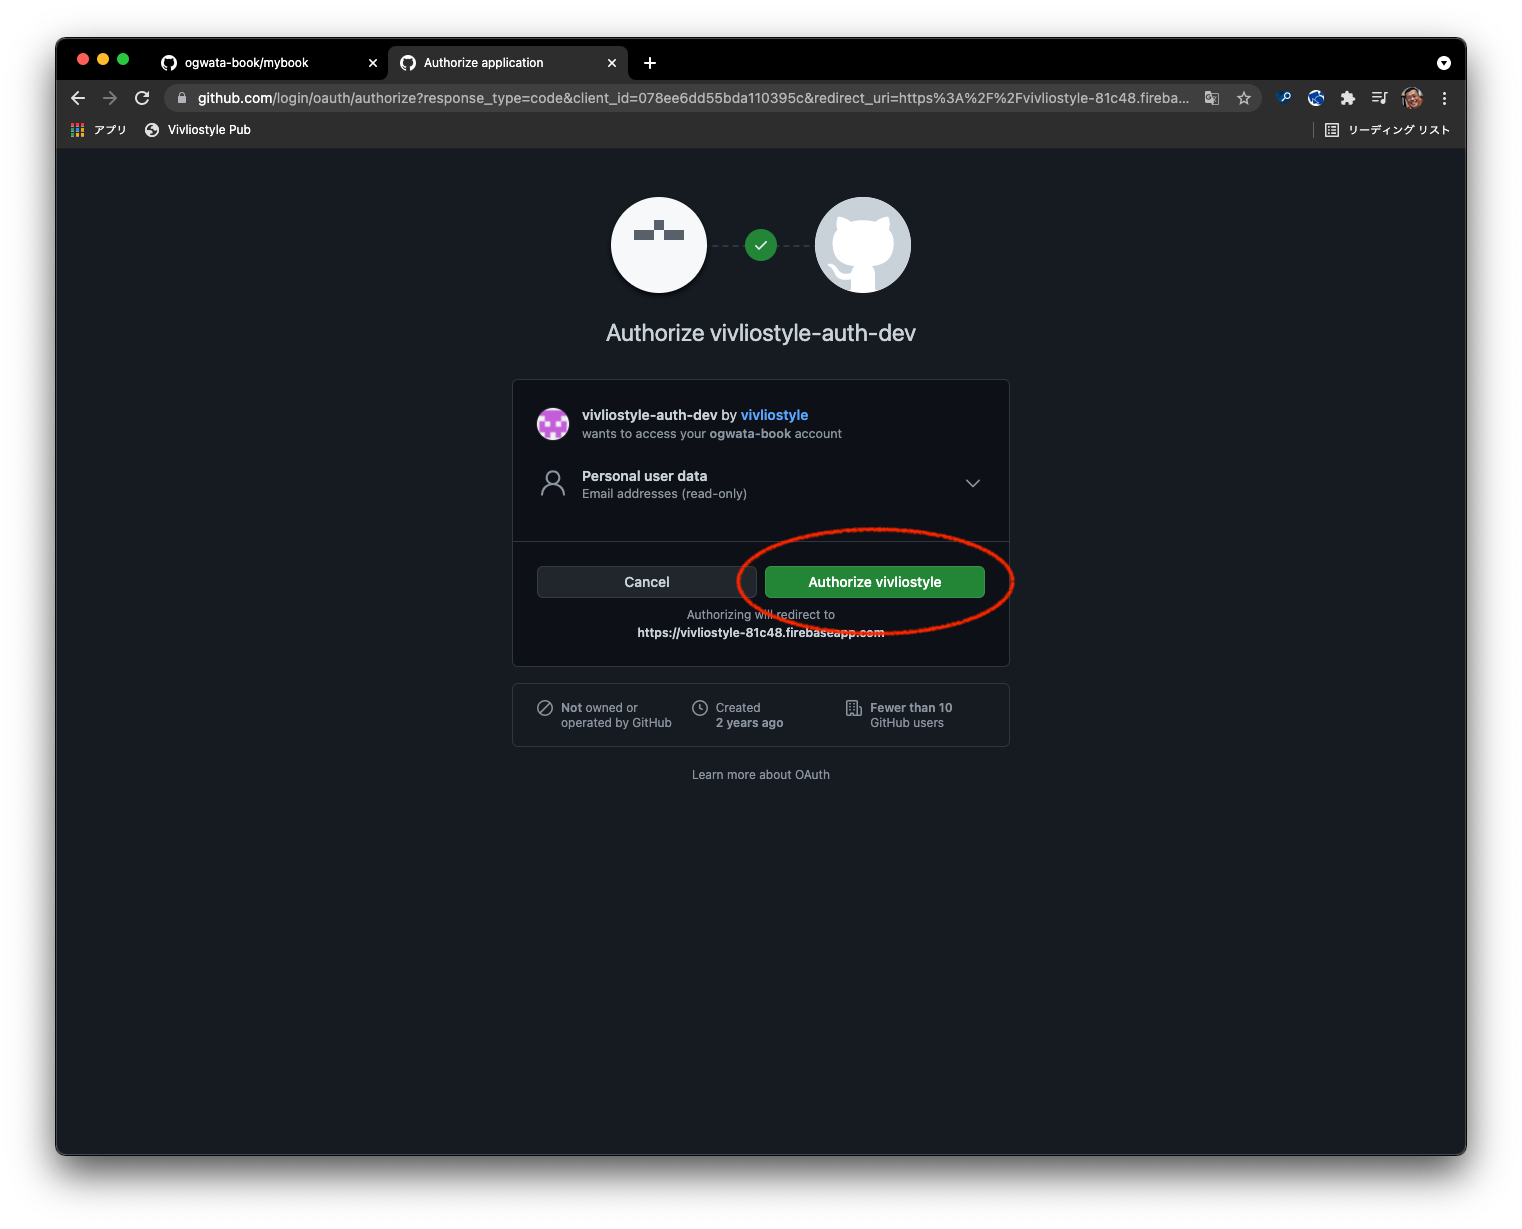 ogwata-book/mybook
Authorize application
github.com/login/oauth/authorize?response_type=code&client_id=078ee6dd55bda110395c&redirect_uri=https%3A%2F%2Fvivliostyle-81c48.fireba...
アプリ
Vivliostyle Pub
リーディング リスト
Authorize vivliostyle-auth-dev
vivliostyle-auth-dev by vivliostyle
wants to access your ogwata-book account
Personal user data
Email addresses (read-only)
Cancel
Authorize vivliostyle
Authorizing will redirect to
https://vivliostyle-81c48.firebaseapp.com
Not owned or
operated by GitHub
Created
2 years ago
Fewer than 10
GitHub users
Learn more about OAuth